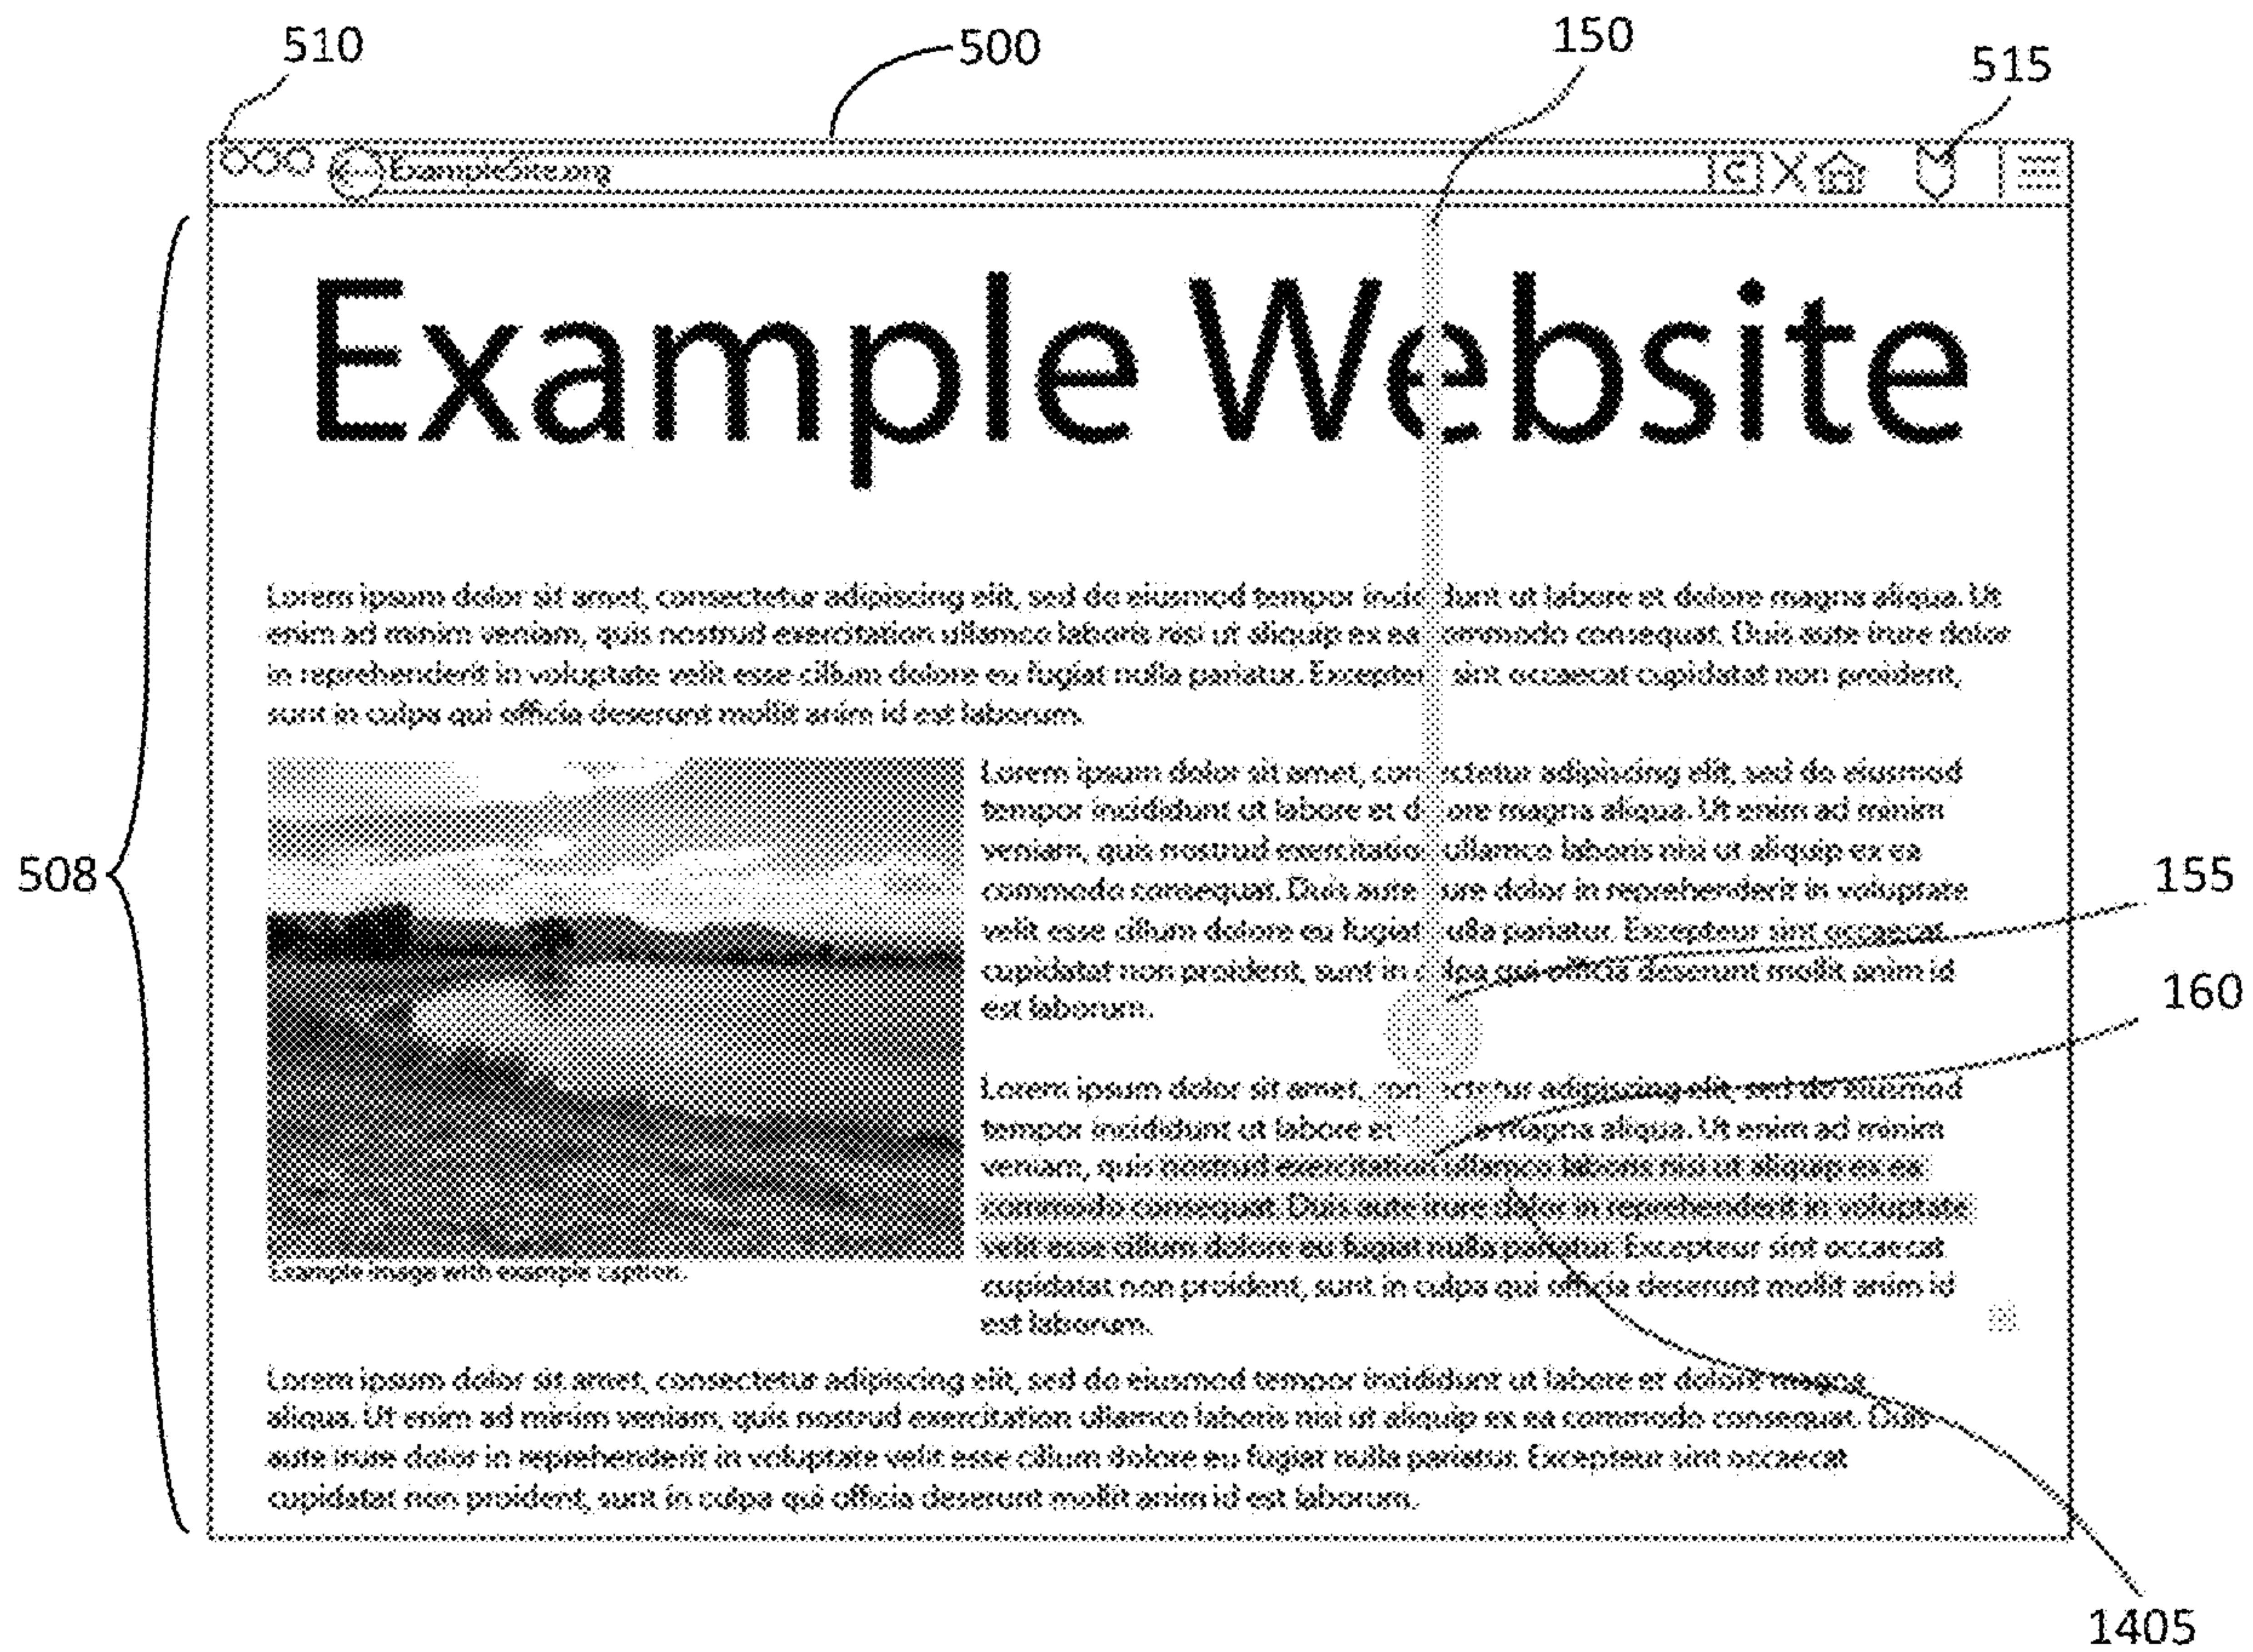 510
500
150
515
ExampleSite.org
Example Website
Lorem ipsum dolor sit amet, consectetur adipiscing elit, sed do eiusmod tempor incid dunt ut labore et dolore magna aliqua. Ut
enim ad minim veniam, quis nostrud exercitation ullamco laboris nisi ut aliquip ex ea ommodo consequat. Duis aute irure dolor
in reprehenderit in voluptate velit esse cillum dolore eu fugiat nulla pariatur. Excepteur sint occaecat cupidatat non proident,
sunt in culpa qui officia deserunt mollit anim id est laborum.
Lorem ipsum dolor sit amet, con ectetur adipiscing elit, sed do eiusmod
tempor incididunt ut labore et d ore magna aliqua. Ut enim ad minim
veniam, quis nostrud exercitatio ullamco laboris nisi ut aliquip ex ea
commodo consequat. Duis aute ure dolor in reprehenderit in voluptate
velit esse cillum dolore eu fugiat ulla pariatur. Excepteur sint occaecat
cupidatat non proident, sunt in c lpa qui officia deserunt mollit anim id
est laborum.
508
155
160
Lorem ipsum dolor sit amet, con ectetur adipiscing elit, sed do eiusmod
tempor incididunt ut labore et magna aliqua. Ut enim ad minim
veniam, quis nostrud exercitation ullamco laboris nisi ut aliquip ex ea
commodo consequat. Duis aute irure dolor in reprehenderit in voluptate
velit esse cillum dolore eu fugiat nulla pariatur. Excepteur sint occaecat
cupidatat non proident, sunt in culpa qui officia deserunt mollit anim id
est laborum.
Example image with example caption.
Lorem ipsum dolor sit amet, consectetur adipiscing elit, sed do eiusmod tempor incididunt ut labore et dolore magna
aliqua. Ut enim ad minim veniam, quis nostrud exercitation ullamco laboris nisi ut aliquip ex ea commodo consequat. Duis
aute irure dolor in reprehenderit in voluptate velit esse cillum dolore eu fugiat nulla pariatur. Excepteur sint occaecat
cupidatat non proident, sunt in culpa qui officia deserunt mollit anim id est laborum.
1405